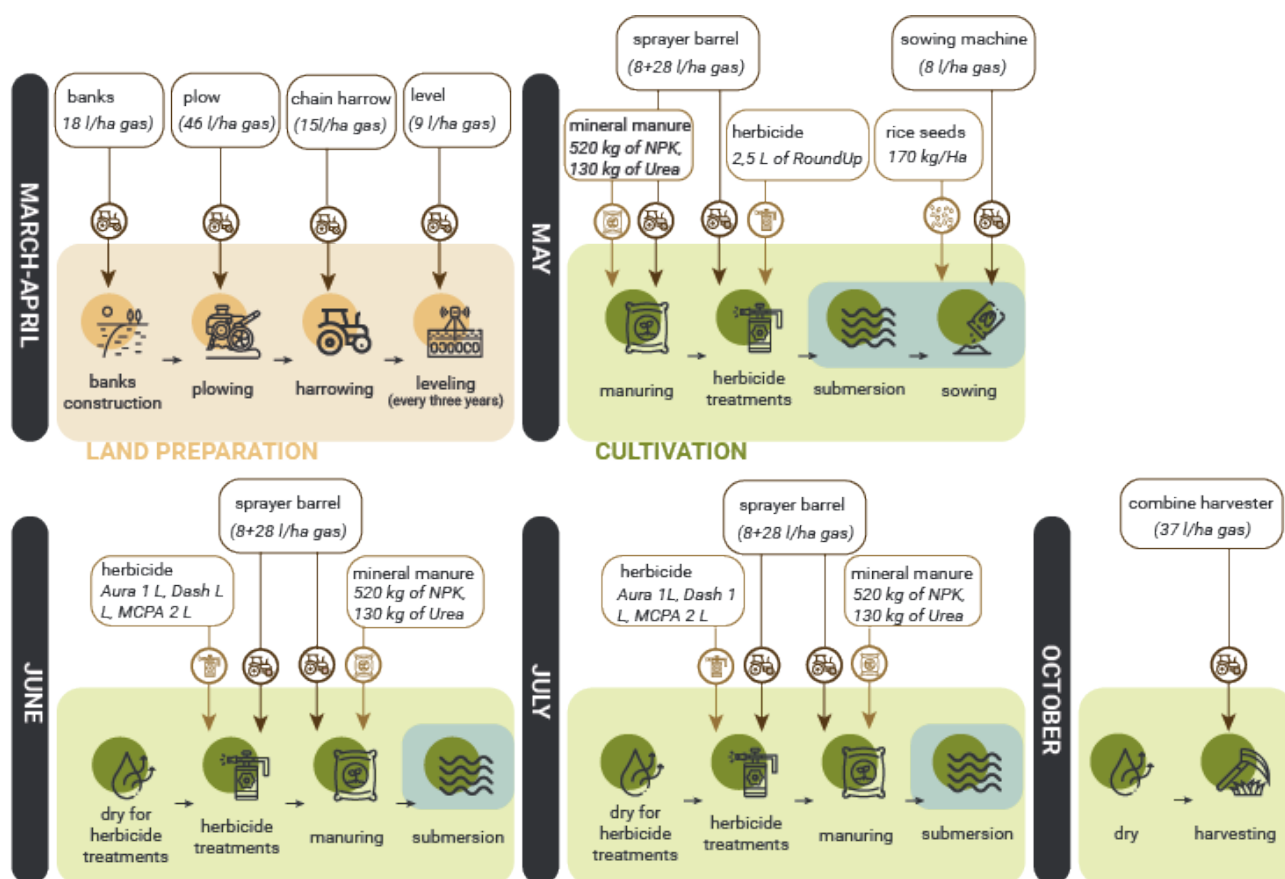 MARCH-APRIL
banks
18 l/ha gas)
plow
(46 l/ha gas)
chain harrow
(15l/ha gas)
level
(9 l/ha gas)
banks
construction
plowing
harrowing
leveling
(every three years)
LAND PREPARATION
MAY
sprayer barrel
(8+28 l/ha gas)
sowing machine
(8 l/ha gas)
mineral manure
520 kg of NPK,
130 kg of Urea
herbicide
2,5 L of RoundUp
rice seeds
170 kg/Ha
manuring
herbicide
treatments
submersion
sowing
CULTIVATION
JUNE
sprayer barrel
(8+28 l/ha gas)
herbicide
Aura 1 L, Dash L
L, MCPA 2 L
mineral manure
520 kg of NPK,
130 kg of Urea
dry for
herbicide
treatments
herbicide
treatments
manuring
submersion
JULY
sprayer barrel
(8+28 l/ha gas)
herbicide
Aura 1L, Dash 1
L, MCPA 2 L
mineral manure
520 kg of NPK,
130 kg of Urea
dry for
herbicide
treatments
herbicide
treatments
manuring
submersion
OCTOBER
combine harvester
(37 l/ha gas)
dry
harvesting